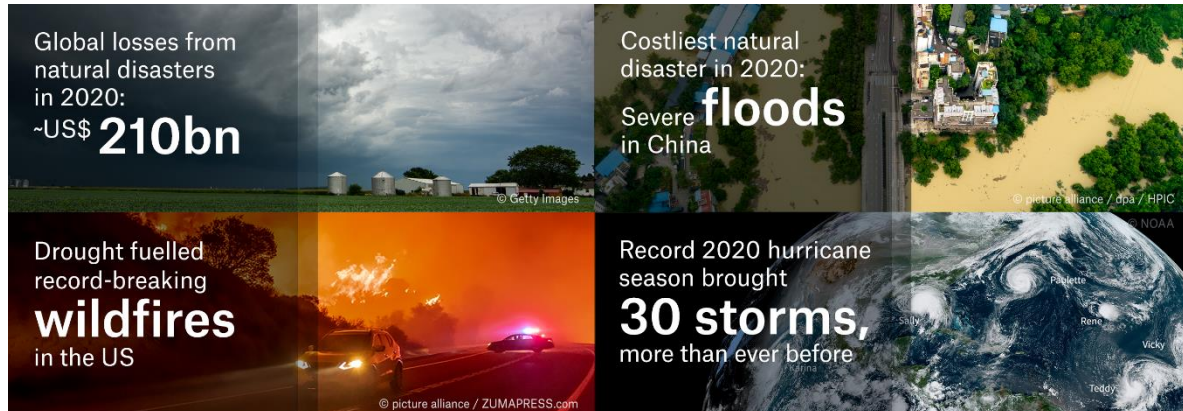 Global losses from
natural disasters
in 2020:
~US$ 210bn
© Getty Images
Costliest natural
disaster in 2020:
Severe floods
in China
© picture alliance / dpa / HPIC
Drought fuelled
record-breaking
wildfires
in the US
© picture alliance / ZUMAPRESS.com
© NOAA
Record 2020 hurricane
season brought
30 storms,
more than ever before
Paulette
Sally
Rene
Vicky
Karina
Teddy